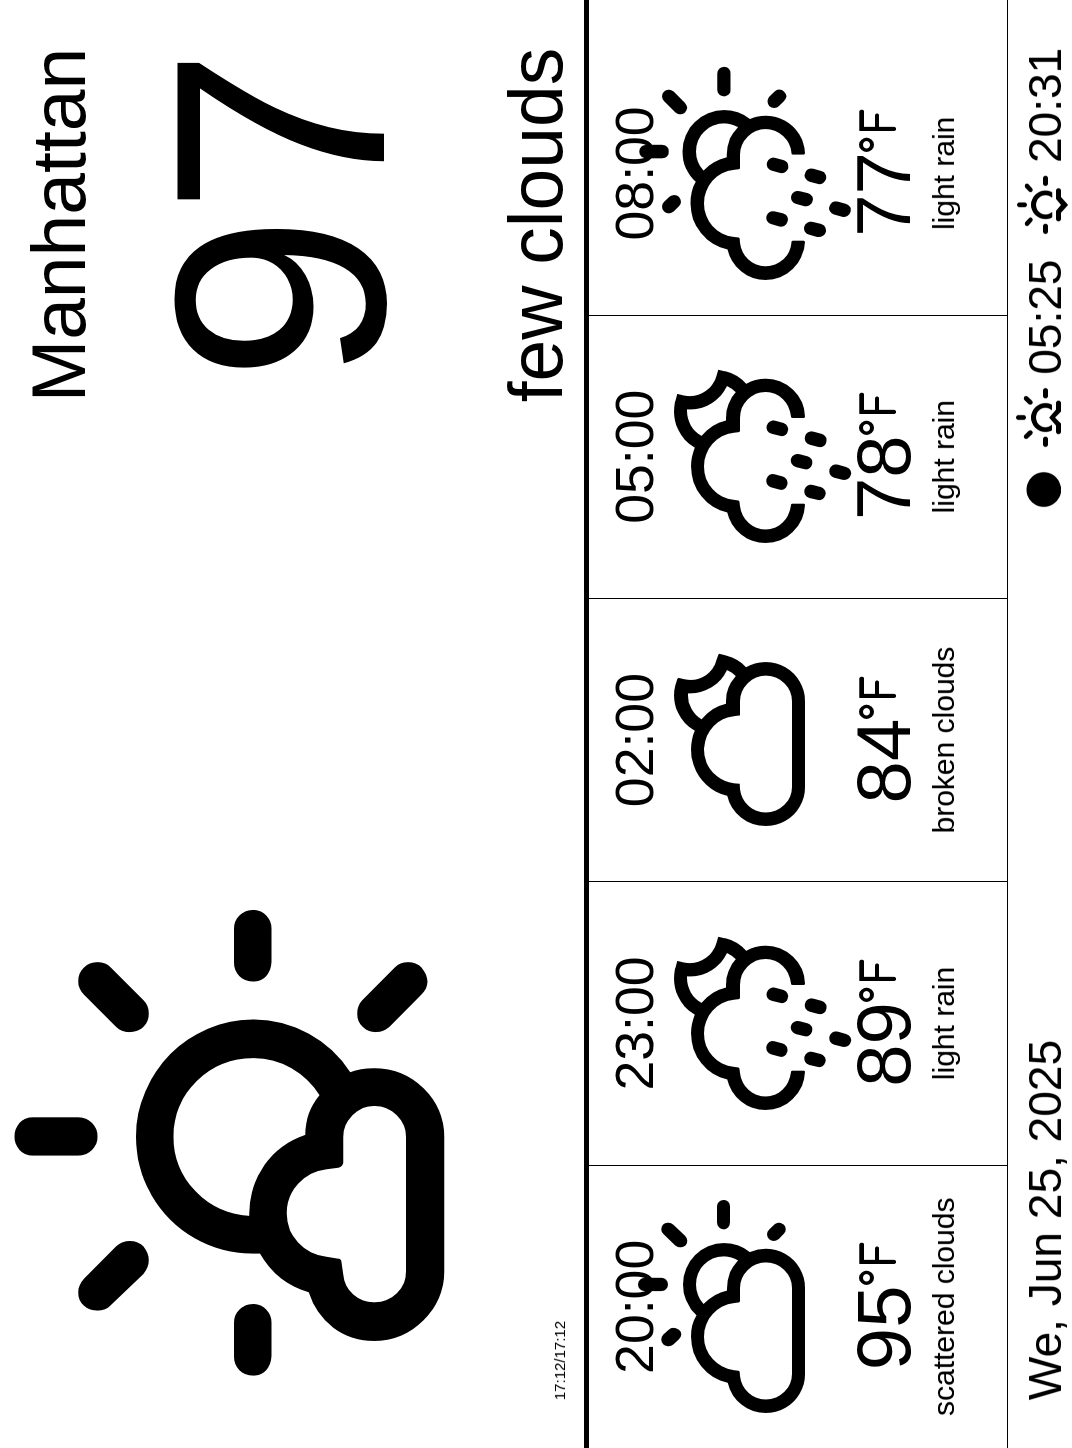 Manhattan
97
few clouds
17:12/17:12
20:00 23:00 02:00 05:00 08:00
95°F 89°F 84°F 78°F 77°F
scattered clouds light rain broken clouds light rain light rain
We, Jun 25, 2025 05:25 20:31